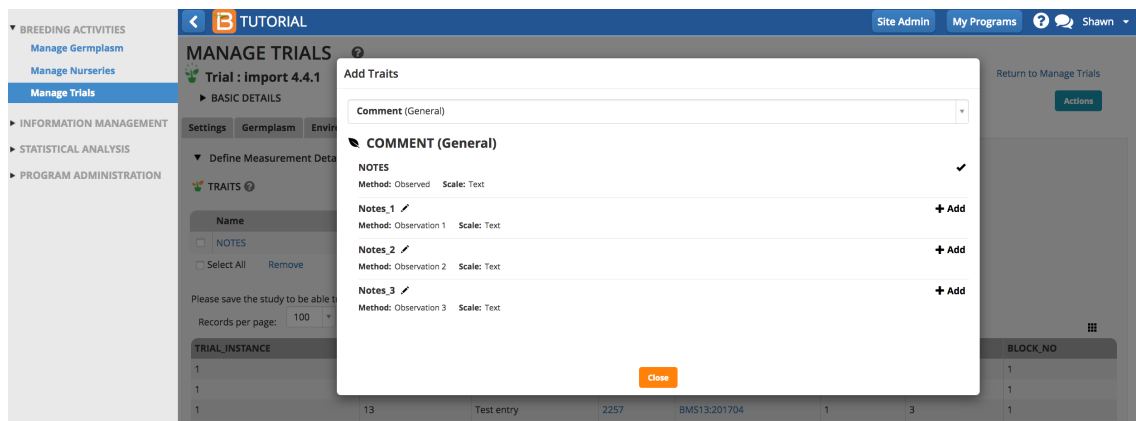 BREEDING ACTIVITIES
Manage Germplasm
Manage Nurseries
Manage Trials
INFORMATION MANAGEMENT
STATISTICAL ANALYSIS
PROGRAM ADMINISTRATION
TUTORIAL
Site Admin
My Programs
Shawn
MANAGE TRIALS
Trial : import 4.4.1
Return to Manage Trials
BASIC DETAILS
Actions
Settings Germplasm
Define Measurement
TRAITS
Name
NOTES
Select All Remove
Please save the study to be able
Records per page: 100
TRIAL_INSTANCE BLOCK_NO
1 1
1 1
1 13 Test entry 2257 BMS13:201704 1 3 1
Add Traits
Comment (General)
COMMENT (General)
NOTES
Method: Observed Scale: Text
Notes_1 + Add
Method: Observation 1 Scale: Text
Notes_2 + Add
Method: Observation 2 Scale: Text
Notes_3 + Add
Method: Observation 3 Scale: Text
Close